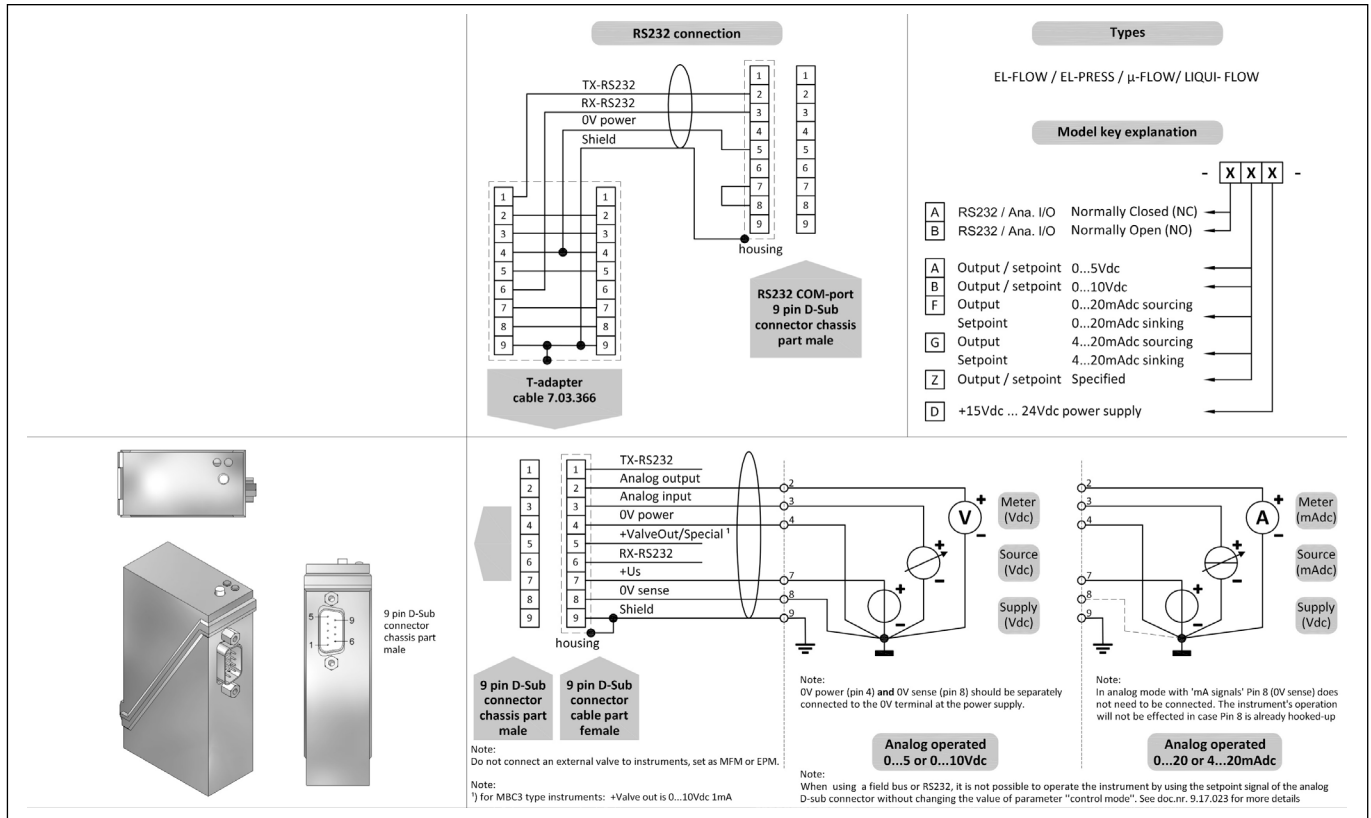 RS232 connection
TX-RS232
RX-RS232
0V power
Shield
1
2
3
4
5
6
7
8
9
1
2
3
4
5
6
7
8
9
1
2
3
4
5
6
7
8
9
1
2
3
4
5
6
7
8
9
housing
RS232 COM-port
9 pin D-Sub
connector chassis
part male
T-adapter
cable 7.03.366
Types
EL-FLOW / EL-PRESS / µ-FLOW/ LIQUI- FLOW
Model key explanation
- X X X -
A RS232 / Ana. I/O Normally Closed (NC)
B RS232 / Ana. I/O Normally Open (NO)
A Output / setpoint 0...5Vdc
B Output / setpoint 0...10Vdc
F Output 0...20mAdc sourcing
Setpoint 0...20mAdc sinking
G Output 4...20mAdc sourcing
Setpoint 4...20mAdc sinking
Z Output / setpoint Specified
D +15Vdc ... 24Vdc power supply
5
9
1
6
9 pin D-Sub
connector
chassis part
male
1
2
3
4
5
6
7
8
9
1
2
3
4
5
6
7
8
9
TX-RS232
Analog output
Analog input
0V power
+ValveOut/Special ¹
RX-RS232
+Us
0V sense
Shield
housing
9 pin D-Sub
connector
chassis part
male
9 pin D-Sub
connector
cable part
female
Note:
Do not connect an external valve to instruments, set as MFM or EPM.
Note:
¹) for MBC3 type instruments: +Valve out is 0...10Vdc 1mA
2
3
4
7
8
9
V
+
−
+
−
+
−
Meter
(Vdc)
Source
(Vdc)
Supply
(Vdc)
Note:
0V power (pin 4) and 0V sense (pin 8) should be separately
connected to the 0V terminal at the power supply.
Analog operated
0...5 or 0...10Vdc
2
3
4
7
8
9
A
+
−
+
−
+
−
Meter
(mAdc)
Source
(mAdc)
Supply
(Vdc)
Note:
In analog mode with 'mA signals' Pin 8 (0V sense) does
not need to be connected. The instrument's operation
will not be effected in case Pin 8 is already hooked-up
Analog operated
0...20 or 4...20mAdc
Note:
When using a field bus or RS232, it is not possible to operate the instrument by using the setpoint signal of the analog
D-sub connector without changing the value of parameter "control mode". See doc.nr. 9.17.023 for more details